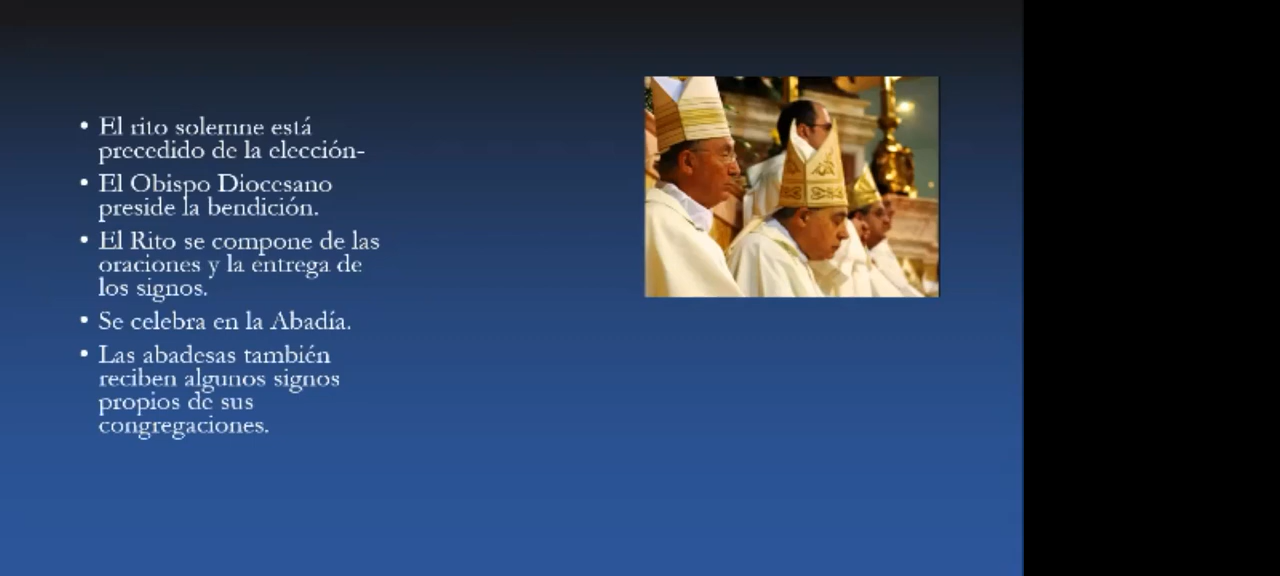 • El rito solemne está
precedido de la elección-
• El Obispo Diocesano
preside la bendición.
• El Rito se compone de las
oraciones y la entrega de
los signos.
• Se celebra en la Abadía.
• Las abadesas también
reciben algunos signos
propios de sus
congregaciones.